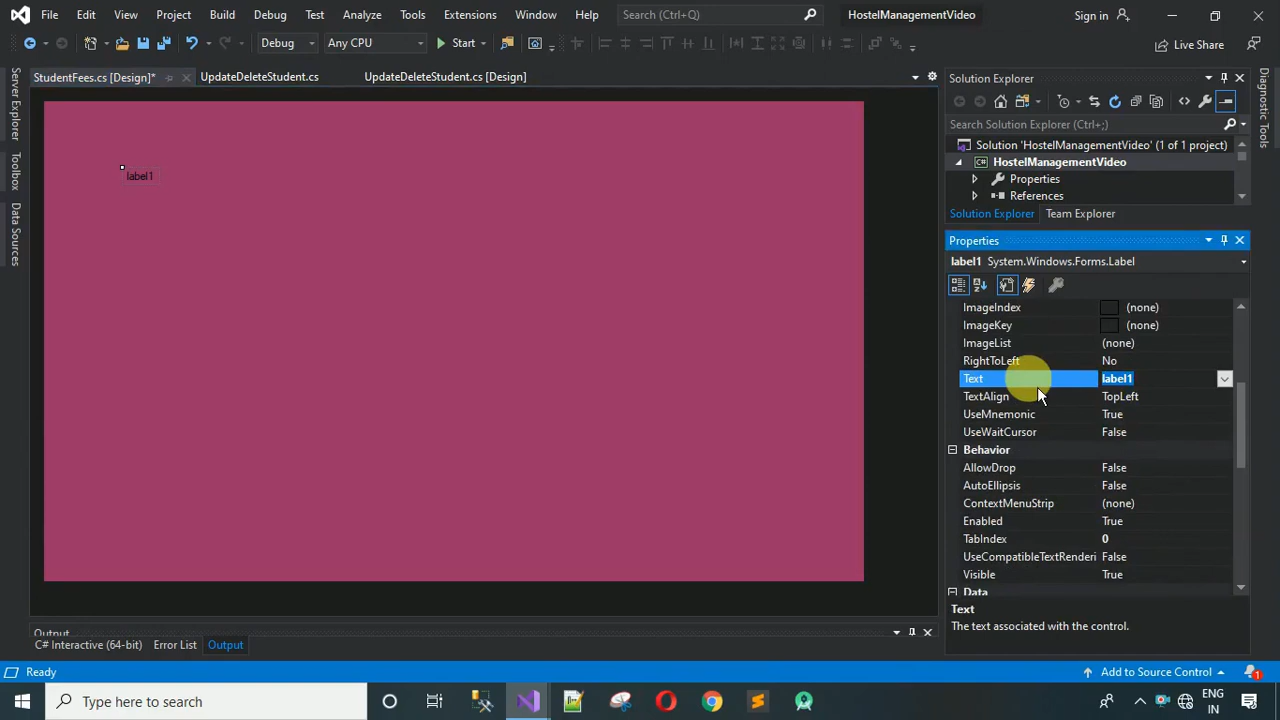 File Edit View Project Build Debug Test Analyze Tools Extensions Window Help Search (Ctrl+Q) HostelManagementVideo Sign in
Debug Any CPU Start Live Share
StudentFees.cs [Design]* UpdateDeleteStudent.cs UpdateDeleteStudent.cs [Design]
Server Explorer
Toolbox
Data Sources
label1
Solution Explorer
Search Solution Explorer (Ctrl+;)
Solution 'HostelManagementVideo' (1 of 1 project)
C# HostelManagementVideo
Properties
References
Solution Explorer Team Explorer
Diagnostic Tools
Properties
label1 System.Windows.Forms.Label
ImageIndex (none)
ImageKey (none)
ImageList (none)
RightToLeft No
Text label1
TextAlign TopLeft
UseMnemonic True
UseWaitCursor False
Behavior
AllowDrop False
AutoEllipsis False
ContextMenuStrip (none)
Enabled True
TabIndex 0
UseCompatibleTextRenderi False
Visible True
Data
Text
The text associated with the control.
Output
C# Interactive (64-bit) Error List Output
Ready Add to Source Control 1
Type here to search ENG
IN